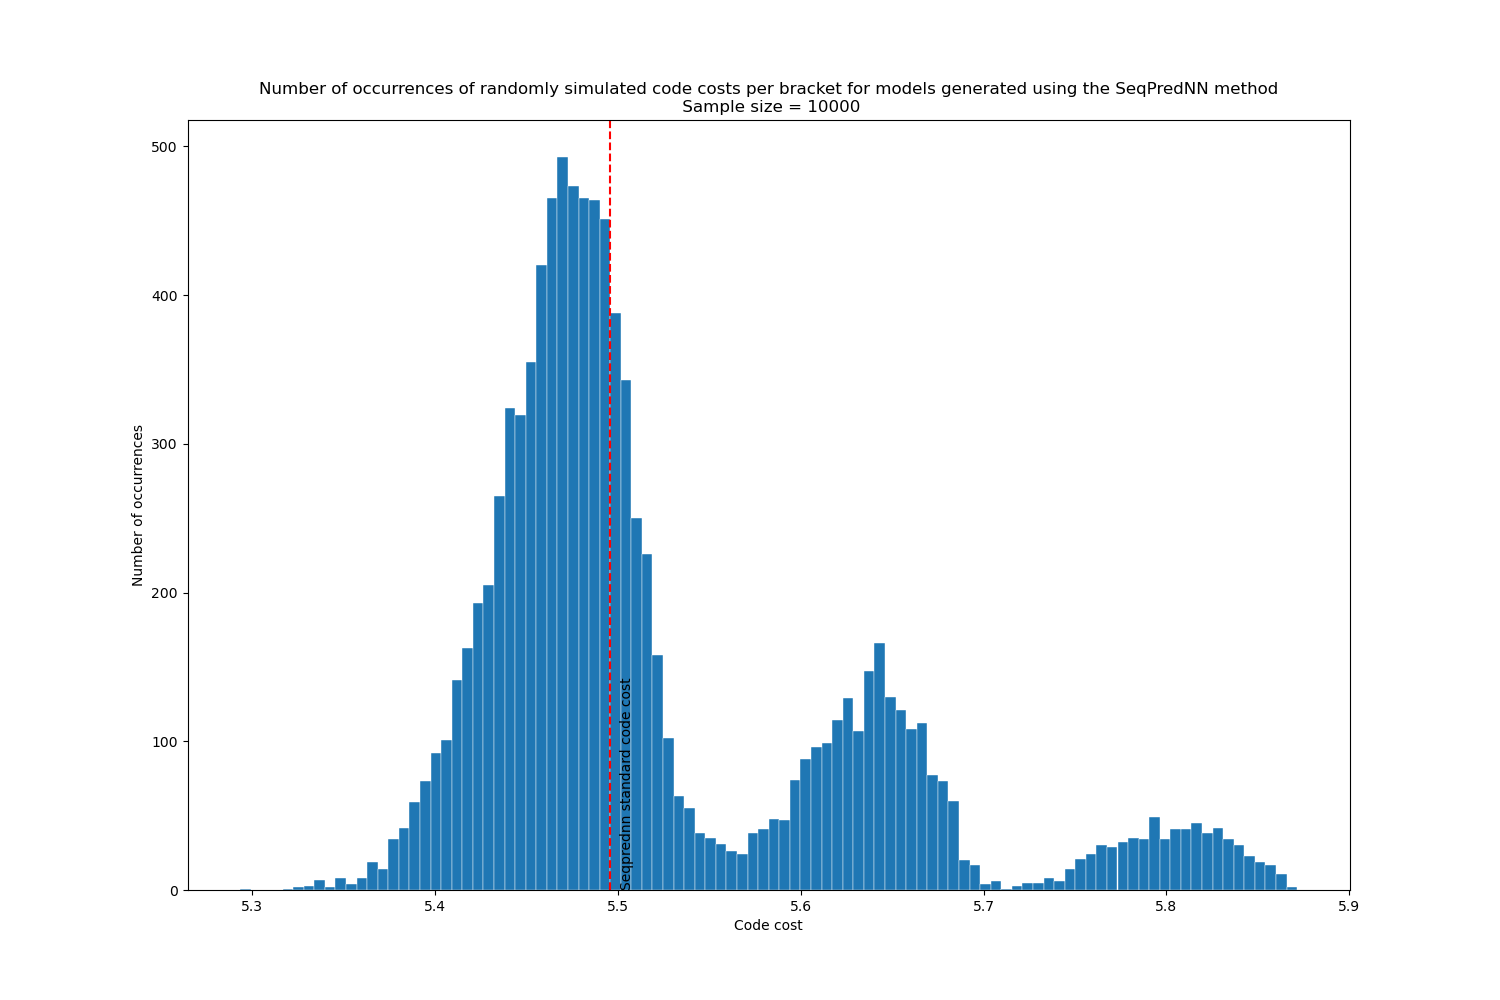 Number of occurrences of randomly simulated code costs per bracket for models generated using the SeqPredNN method
Sample size = 10000
500
400
300
200
100
0
Number of occurrences
Seqprednn standard code cost
5.3 5.4 5.5 5.6 5.7 5.8 5.9
Code cost